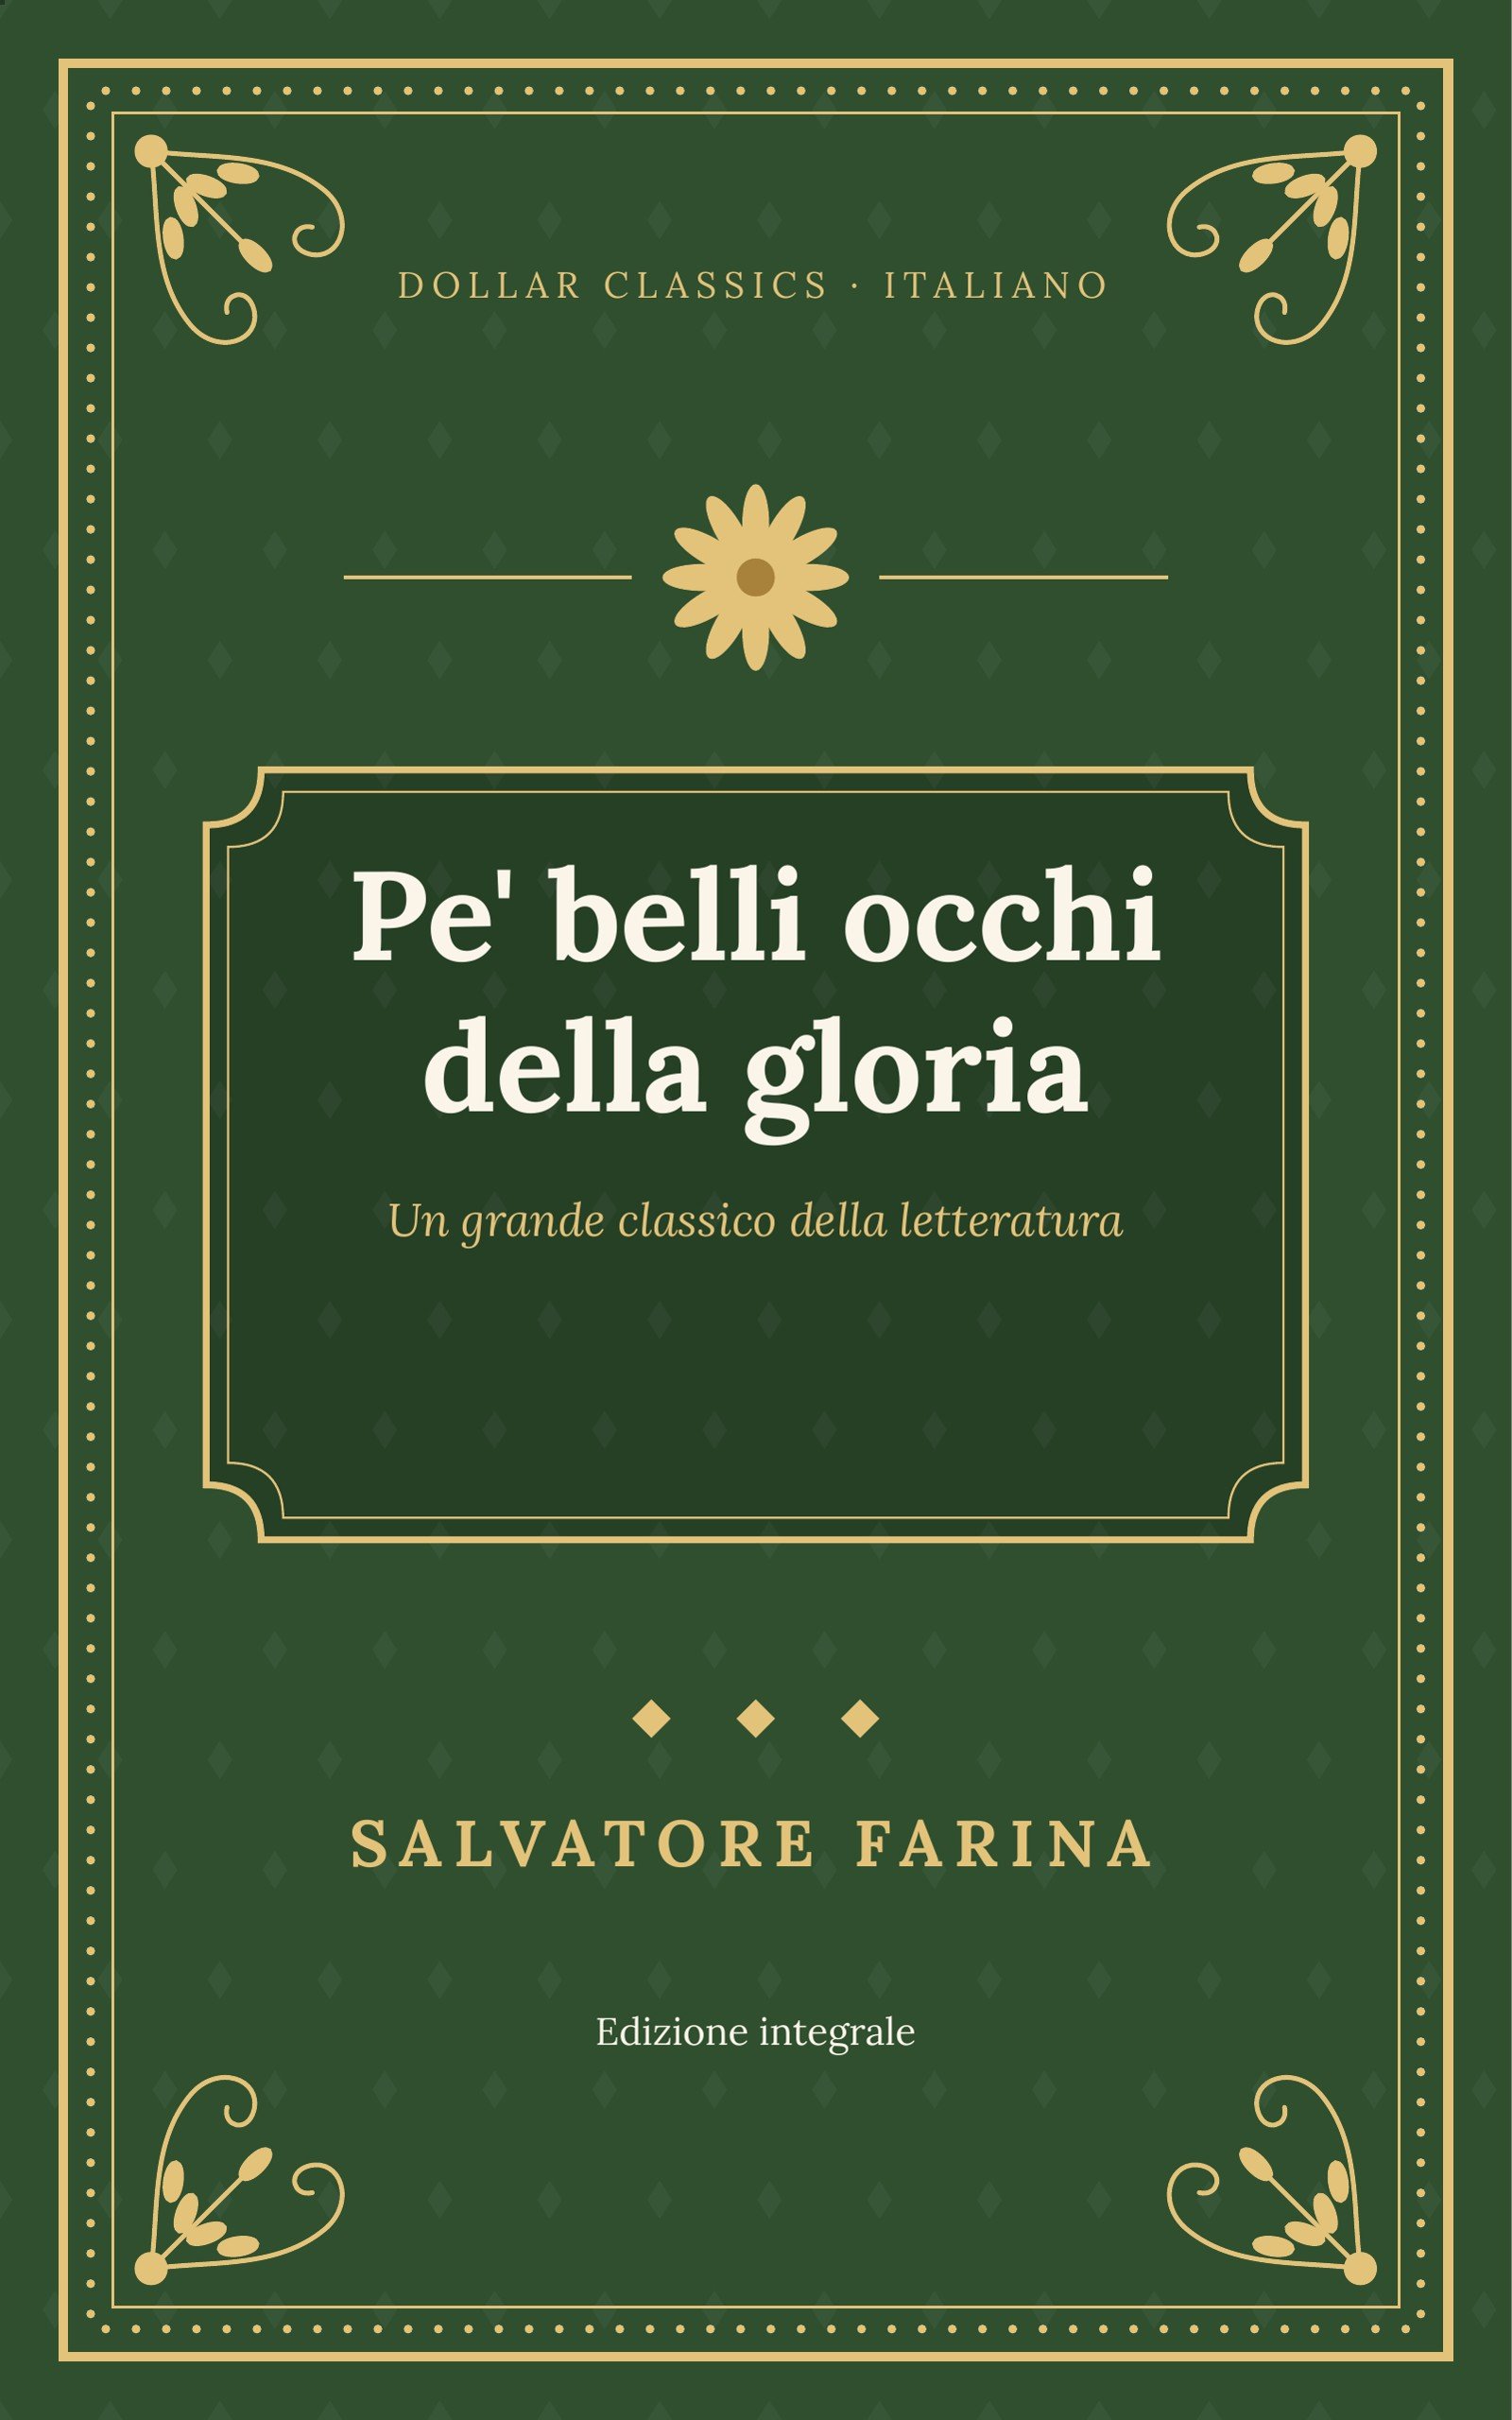 DOLLAR CLASSICS · ITALIANO
Pe' belli occhi
della gloria
Un grande classico della letteratura
SALVATORE FARINA
Edizione integrale